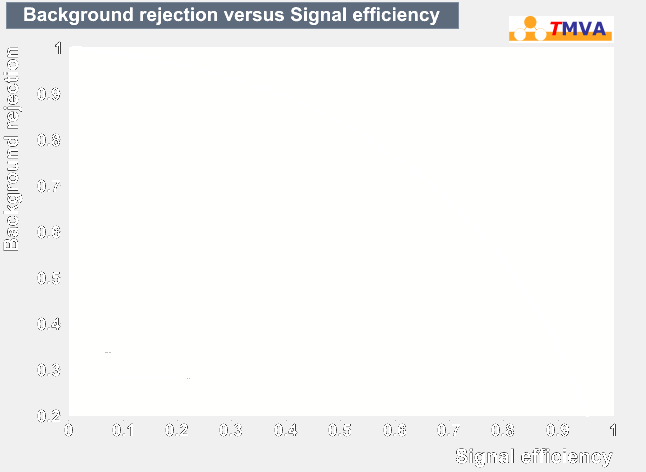 Background rejection versus Signal efficiency
TMVA
Background rejection
1
0.9
0.8
0.7
0.6
0.5
0.4
0.3
0.2
0 0.1 0.2 0.3 0.4 0.5 0.6 0.7 0.8 0.9 1
Signal efficiency